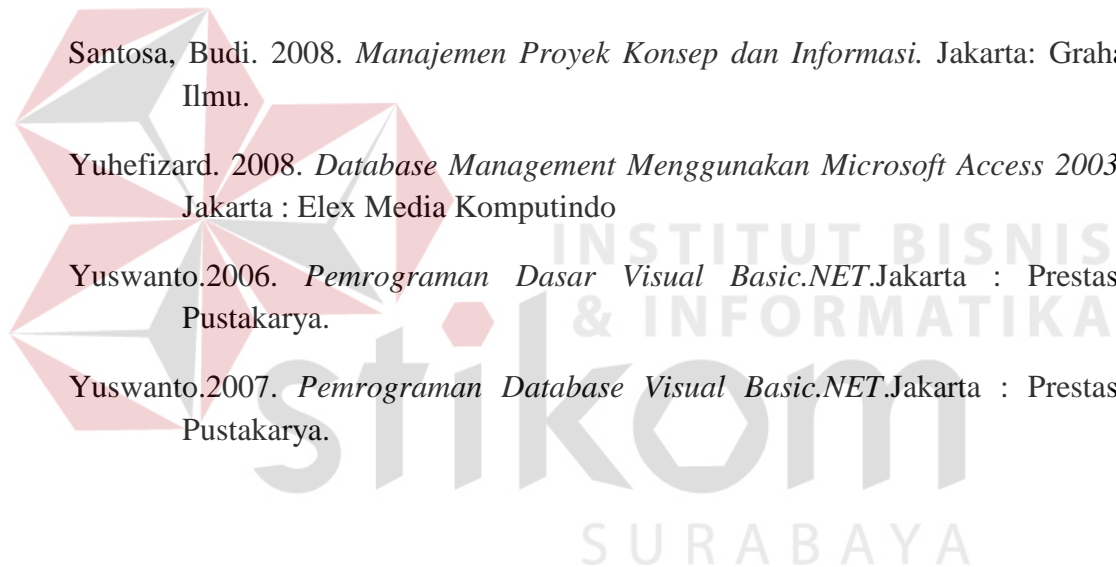 Santosa, Budi. 2008. Manajemen Proyek Konsep dan Informasi. Jakarta: Graha
Ilmu.
Yuhefizard. 2008. Database Management Menggunakan Microsoft Access 2003
Jakarta : Elex Media Komputindo
Yuswanto.2006. Pemrograman Dasar Visual Basic.NET.Jakarta : Prestas
Pustakarya.
Yuswanto.2007. Pemrograman Database Visual Basic.NET.Jakarta : Prestas
Pustakarya.
INSTITUT BISNIS
& INFORMATIKA
stikom
SURABAYA